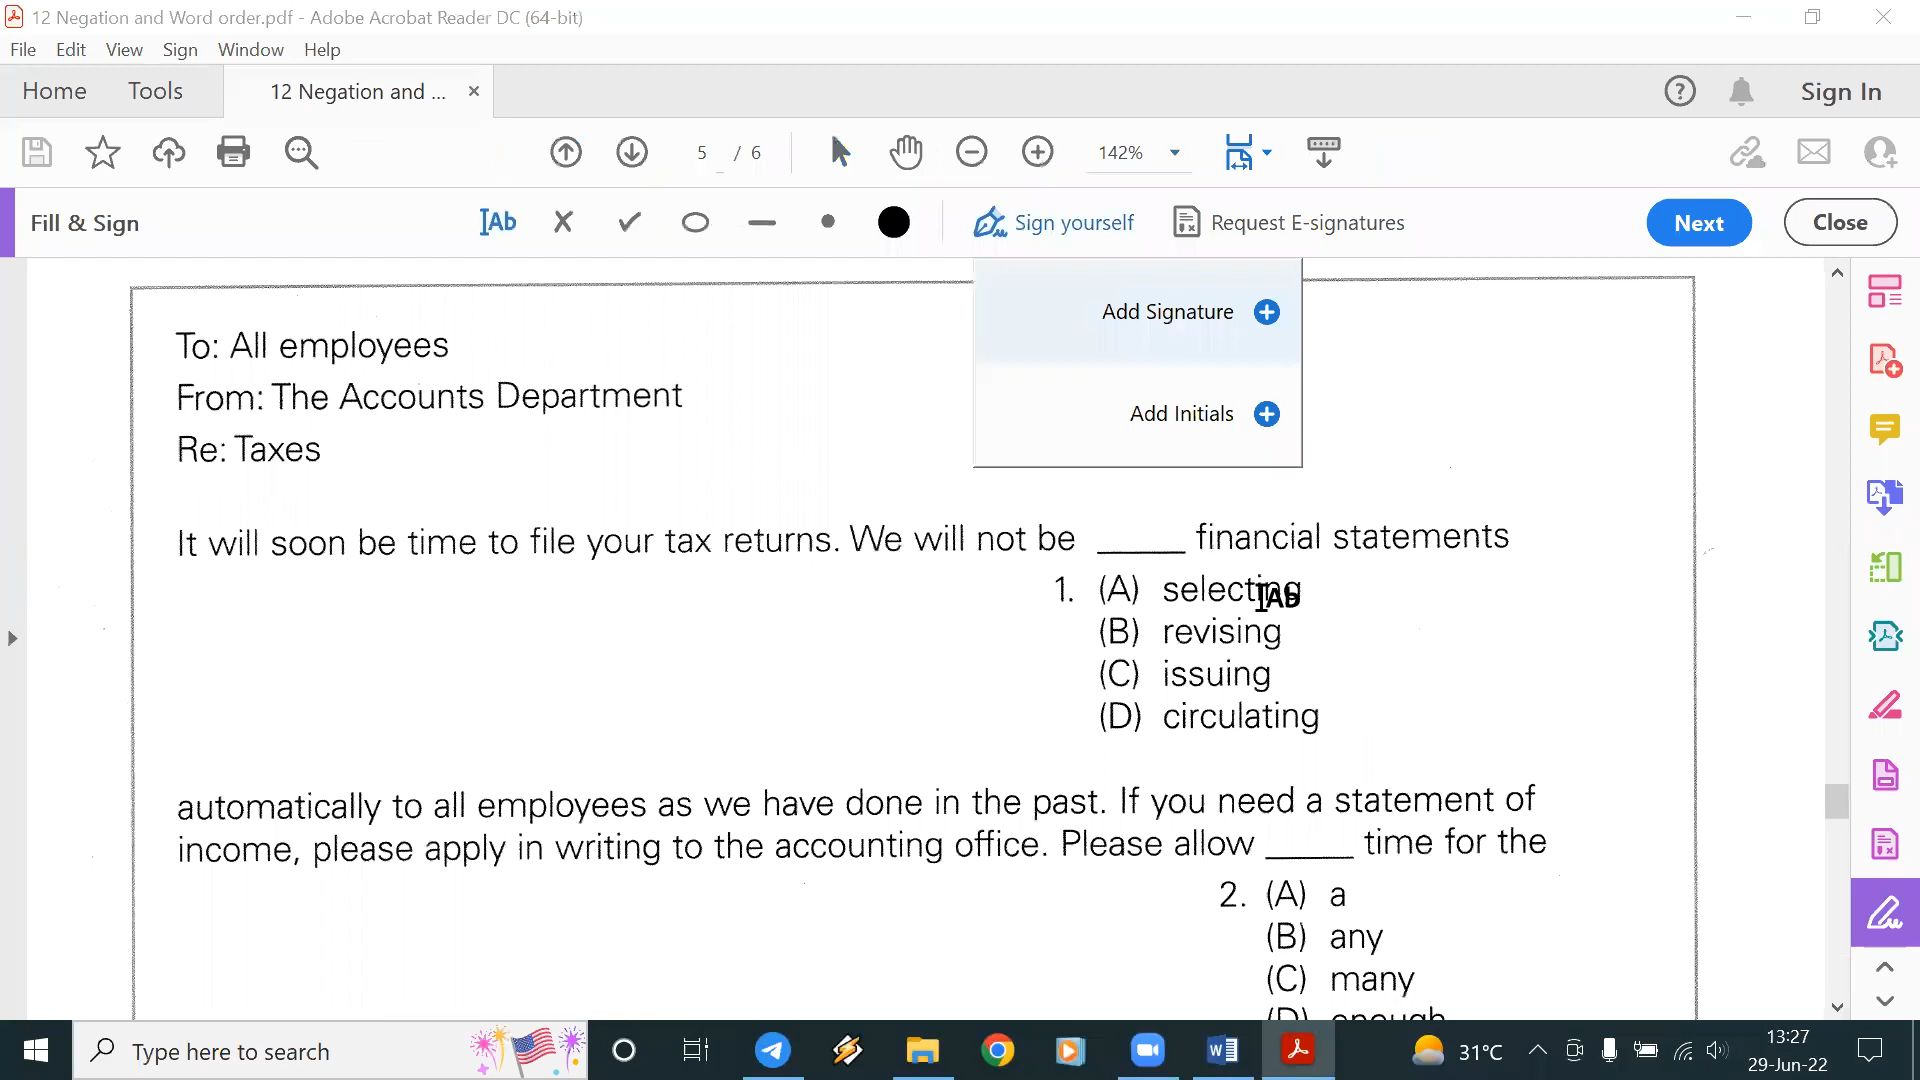 12 Negation and Word order.pdf - Adobe Acrobat Reader DC (64-bit)
File Edit View Sign Window Help
Home Tools 12 Negation and ... × Sign In
5 / 6 142%
Fill & Sign Ab Sign yourself Request E-signatures Next Close
Add Signature
Add Initials
To: All employees
From: The Accounts Department
Re: Taxes
It will soon be time to file your tax returns. We will not be _____ financial statements
1. (A) selecting
(B) revising
(C) issuing
(D) circulating
automatically to all employees as we have done in the past. If you need a statement of
income, please apply in writing to the accounting office. Please allow _____ time for the
2. (A) a
(B) any
(C) many
(D) enough
Type here to search 31°C 13:27
29-Jun-22